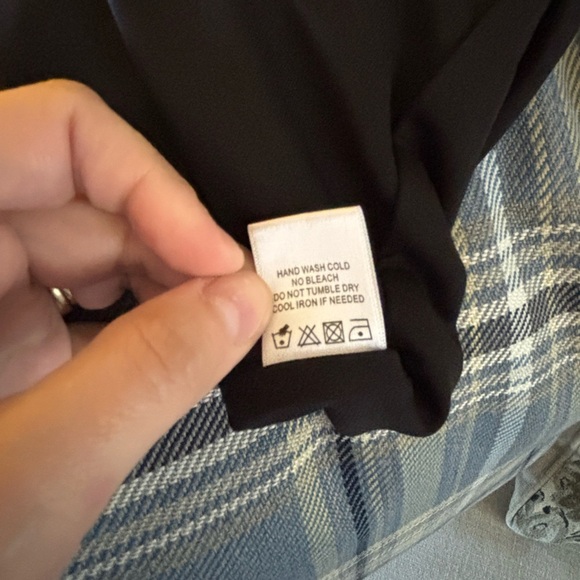 HAND WASH COLD
NO BLEACH
DO NOT TUMBLE DRY
COOL IRON IF NEEDED